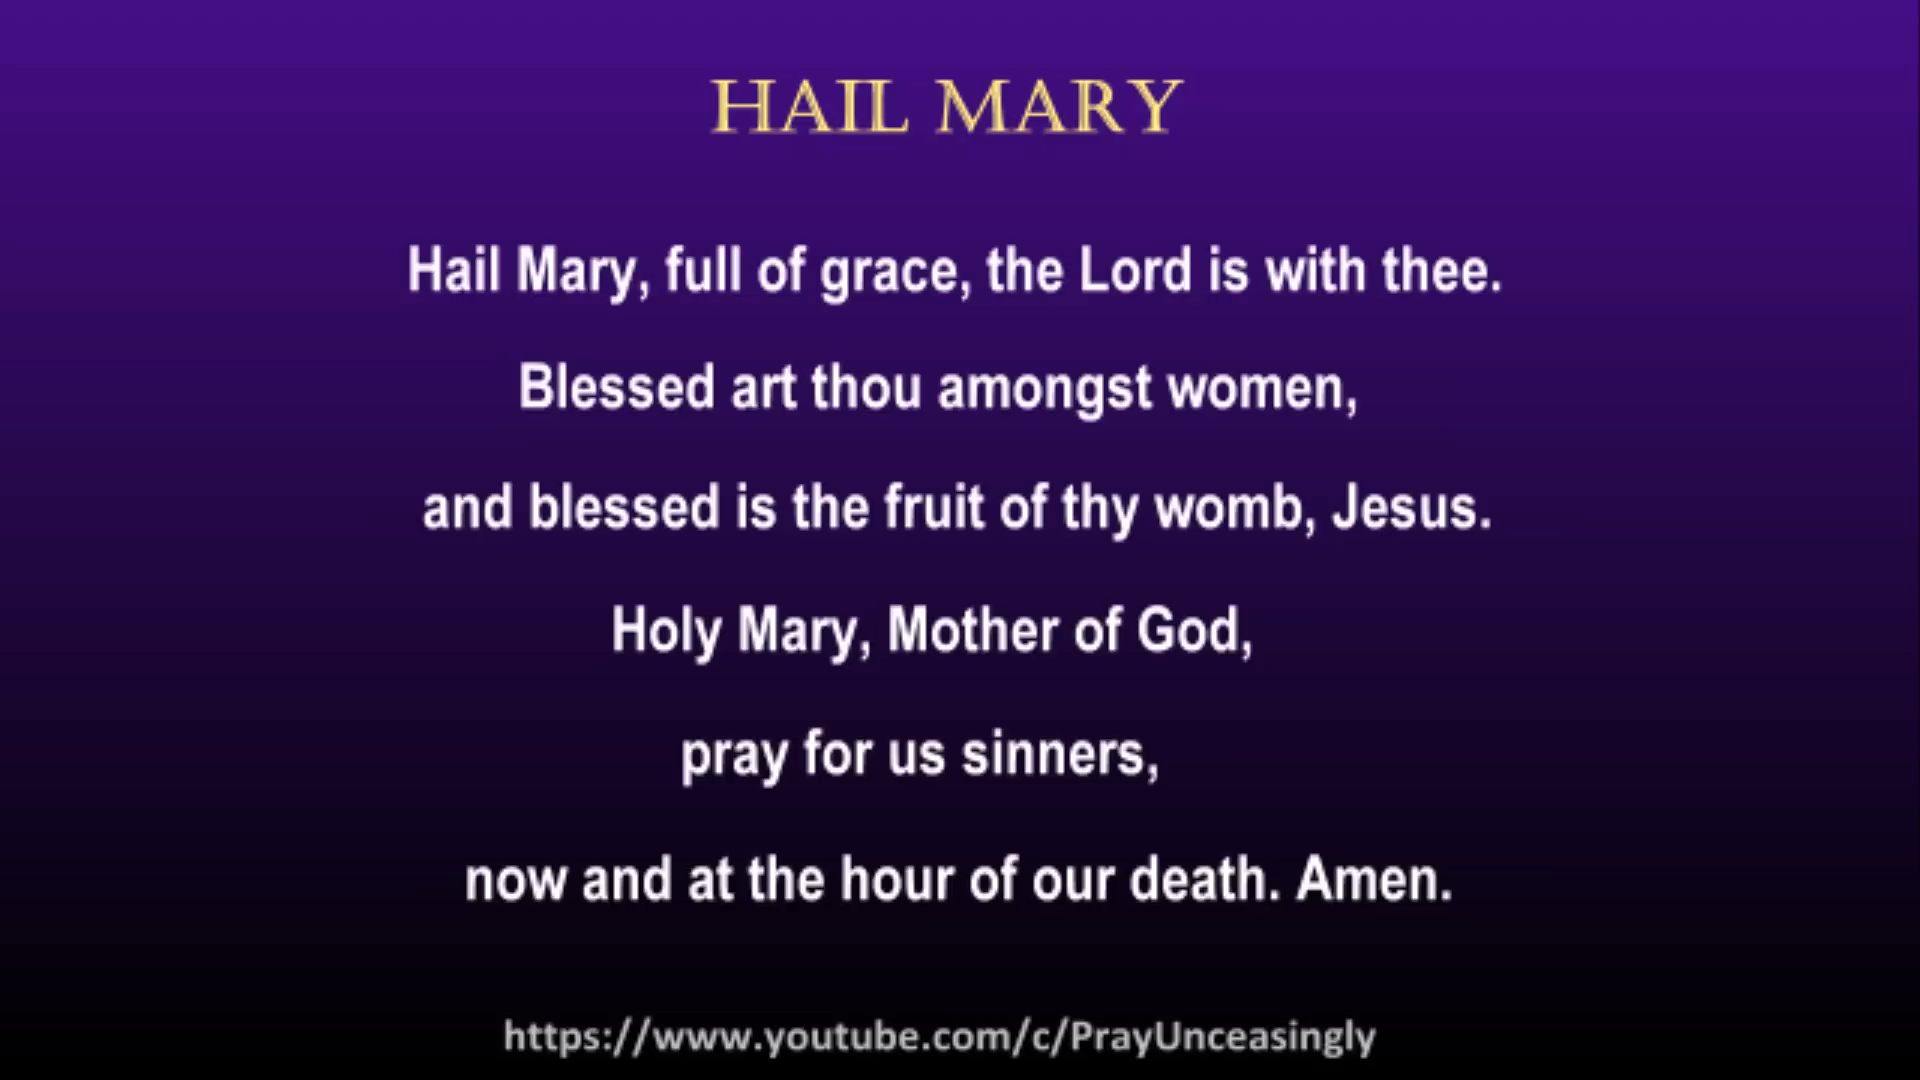 HAIL MARY
Hail Mary, full of grace, the Lord is with thee.
Blessed art thou amongst women,
and blessed is the fruit of thy womb, Jesus.
Holy Mary, Mother of God,
pray for us sinners,
now and at the hour of our death. Amen.
https://www.youtube.com/c/PrayUnceasingly